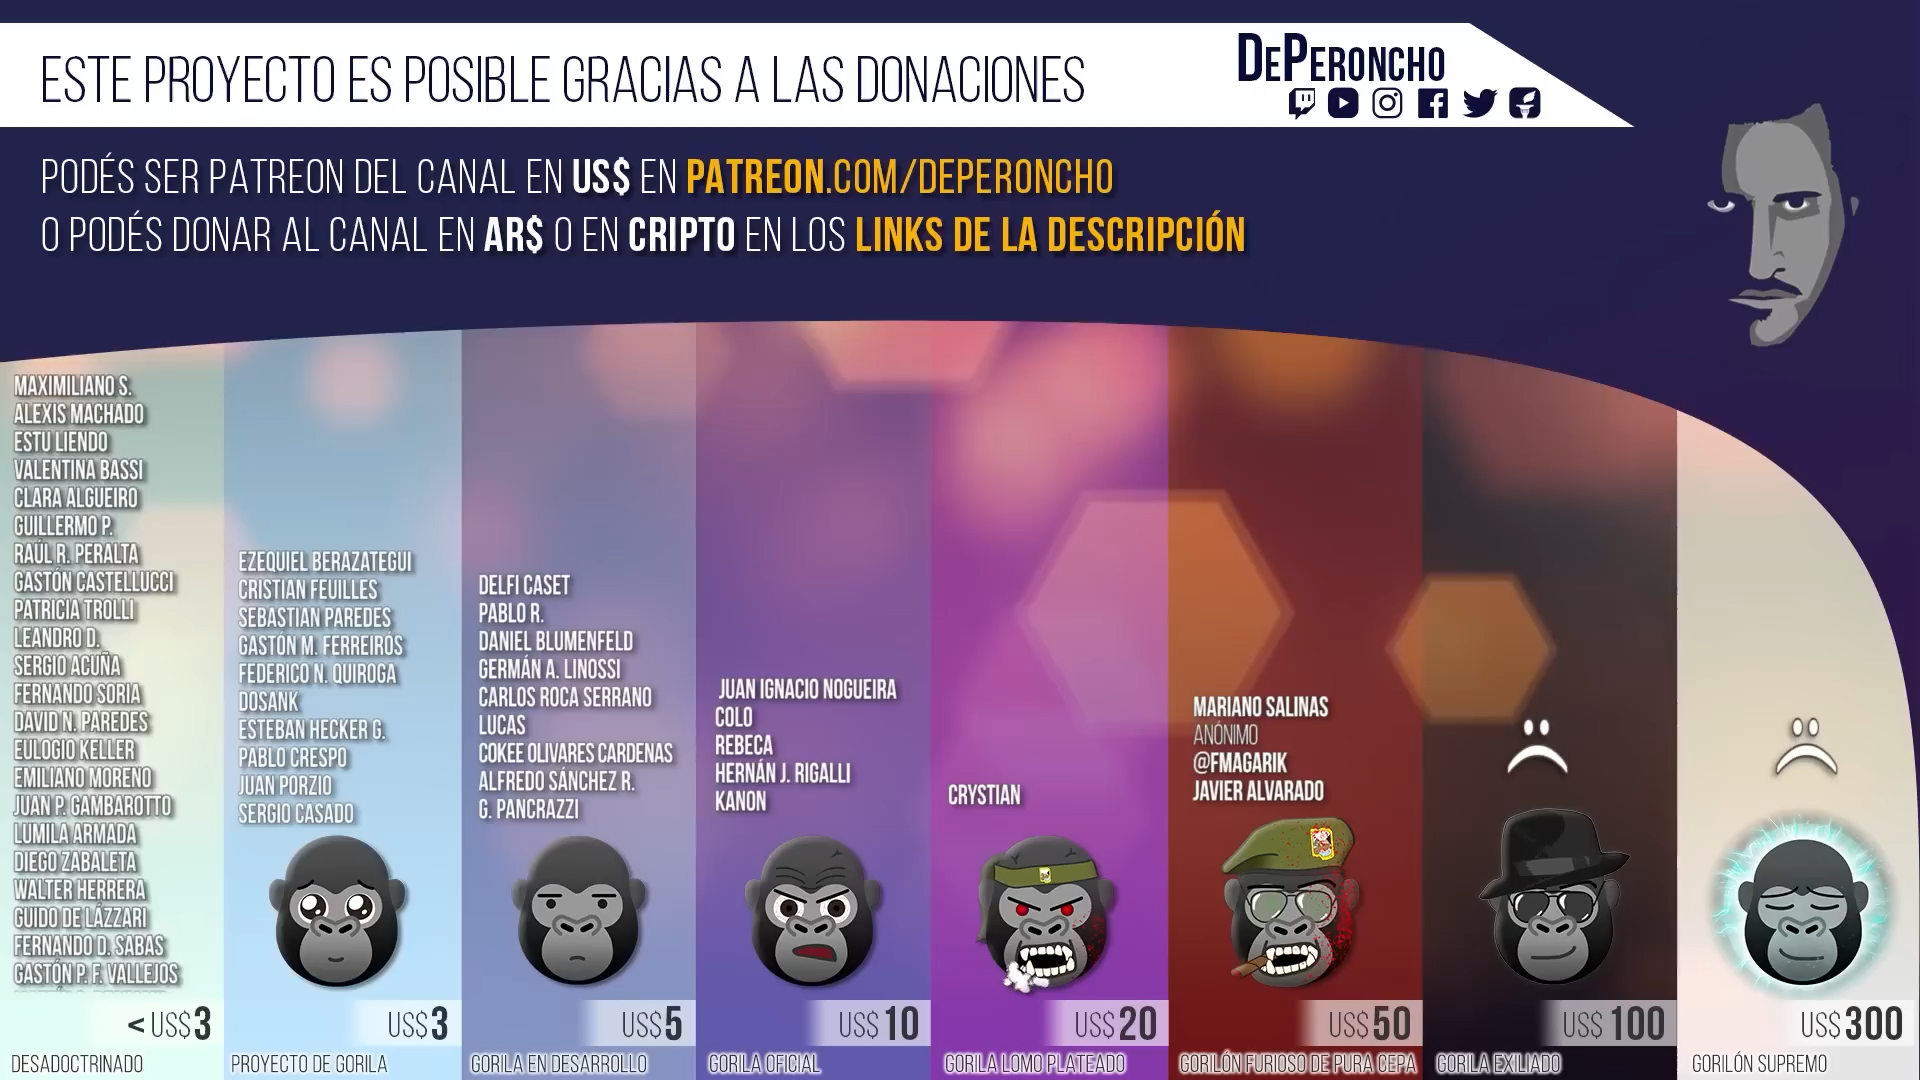 ESTE PROYECTO ES POSIBLE GRACIAS A LAS DONACIONES
DEPERONCHO
PODÉS SER PATREON DEL CANAL EN US$ EN PATREON.COM/DEPERONCHO
O PODÉS DONAR AL CANAL EN AR$ O EN CRIPTO EN LOS LINKS DE LA DESCRIPCIÓN
MAXIMILIANO S.
ALEXIS MACHADO
ESTU LIENDO
VALENTINA BASSI
CLARA ALGUEIRO
GUILLERMO P.
RAÚL R. PERALTA
GASTÓN CASTELLUCCI
PATRICIA TROLLI
LEANDRO D.
SERGIO ACUÑA
FERNANDO SORIA
DAVID N. PAREDES
EULOGIO KELLER
EMILIANO MORENO
JUAN P. GAMBAROTTO
LUMILA ARMADA
DIEGO ZABALETA
WALTER HERRERA
GUIDO DE LÁZZARI
FERNANDO D. SABAS
GASTÓN P. F. VALLEJOS
< US$3
DESADOCTRINADO
EZEQUIEL BERAZATEGUI
CRISTIAN FEUILLES
SEBASTIAN PAREDES
GASTÓN M. FERREIRÓS
FEDERICO N. QUIROGA
DOSANK
ESTEBAN HECKER G.
PABLO CRESPO
JUAN PORZIO
SERGIO CASADO
US$3
PROYECTO DE GORILA
DELFI CASET
PABLO R.
DANIEL BLUMENFELD
GERMÁN A. LINOSSI
CARLOS ROCA SERRANO
LUCAS
COKEE OLIVARES CARDENAS
ALFREDO SÁNCHEZ R.
G. PANCRAZZI
US$5
GORILA EN DESARROLLO
JUAN IGNACIO NOGUEIRA
COLO
REBECA
HERNÁN J. RIGALLI
KANON
US$10
GORILA OFICIAL
CRYSTIAN
US$20
GORILA LOMO PLATEADO
MARIANO SALINAS
ANÓNIMO
@FMAGARIK
JAVIER ALVARADO
US$50
GORILÓN FURIOSO DE PURA CEPA
US$100
GORILA EXILIADO
US$300
GORILÓN SUPREMO